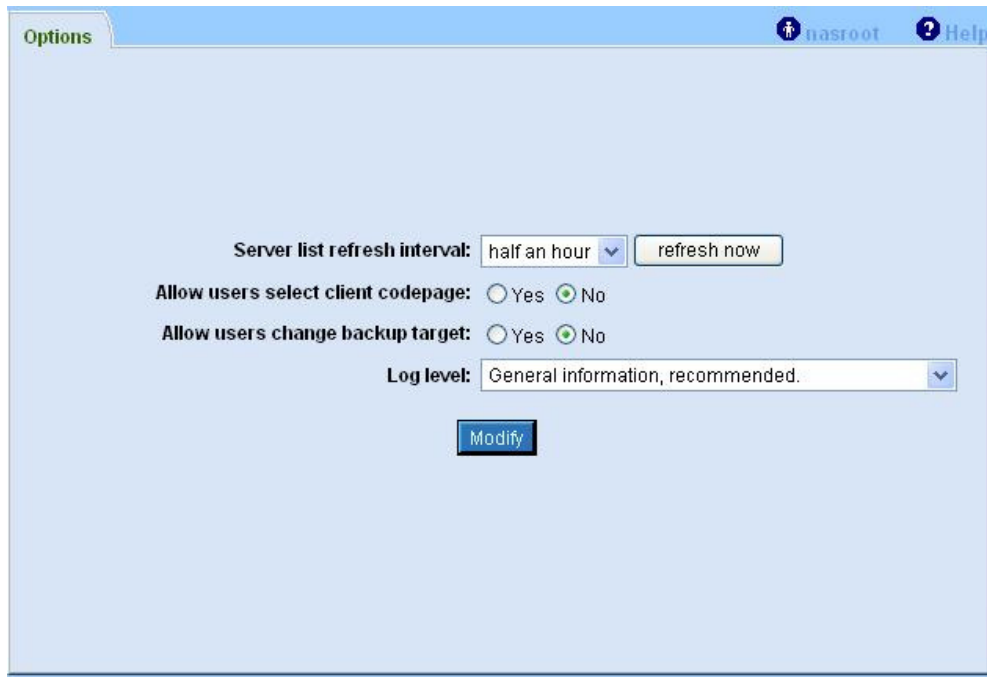 Options nasroot Help
Server list refresh interval: half an hour refresh now
Allow users select client codepage: Yes No
Allow users change backup target: Yes No
Log level: General information, recommended.
Modify